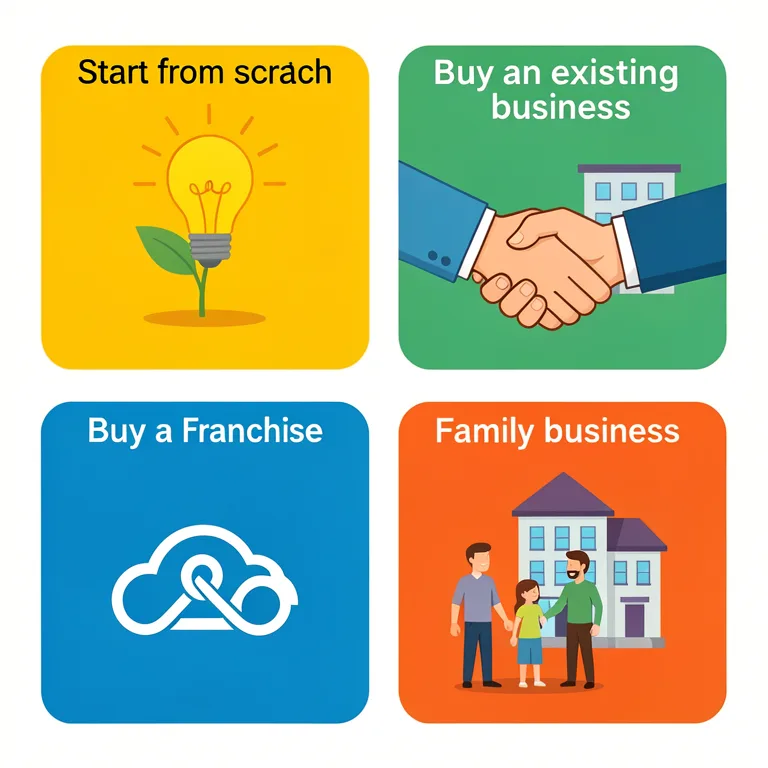 Start from scrach
Buy an existing
business
Buy a Franchise
Family business